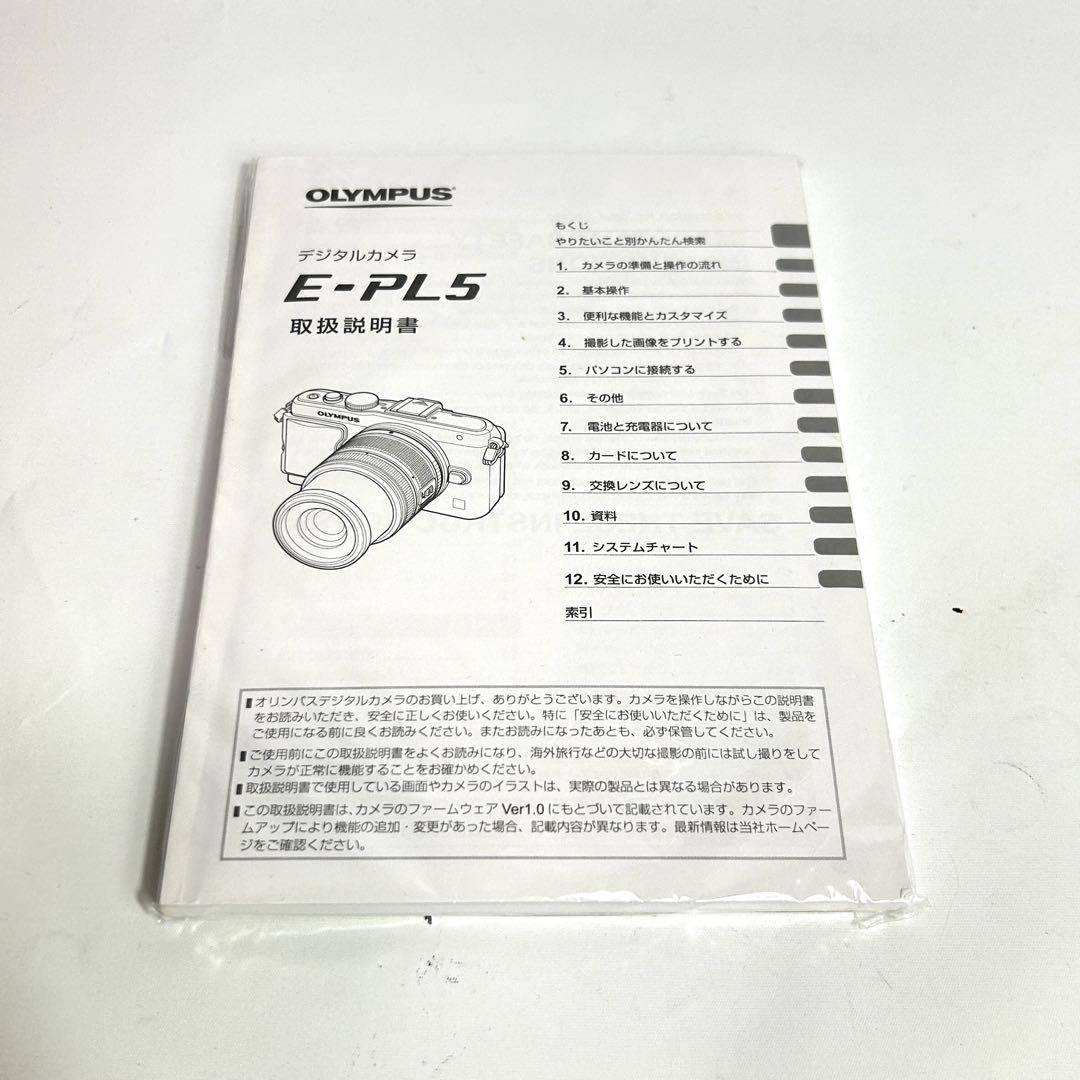 OLYMPUS
デジタルカメラ
E-PL5
取扱説明書
OLYMPUS
もくじ
やりたいこと別かんたん検索
1. カメラの準備と操作の流れ
2. 基本操作
3. 便利な機能とカスタマイズ
4. 撮影した画像をプリントする
5. パソコンに接続する
6. その他
7. 電池と充電器について
8. カードについて
9. 交換レンズについて
10. 資料
11. システムチャート
12. 安全にお使いいただくために
索引
■ オリンパスデジタルカメラのお買い上げ、ありがとうございます。カメラを操作しながらこの説明書
をお読みいただき、安全に正しくお使いください。特に「安全にお使いいただくために」は、製品を
ご使用になる前に良くお読みください。またお読みになったあとも、必ず保管してください。
■ ご使用前にこの取扱説明書をよくお読みになり、海外旅行などの大切な撮影の前には試し撮りをして
カメラが正常に機能することをお確かめください。
■ 取扱説明書で使用している画面やカメラのイラストは、実際の製品とは異なる場合があります。
■ この取扱説明書は、カメラのファームウェア Ver1.0 にもとづいて記載されています。カメラのファー
ムアップにより機能の追加・変更があった場合、記載内容が異なります。最新情報は当社ホームペー
ジをご確認ください。